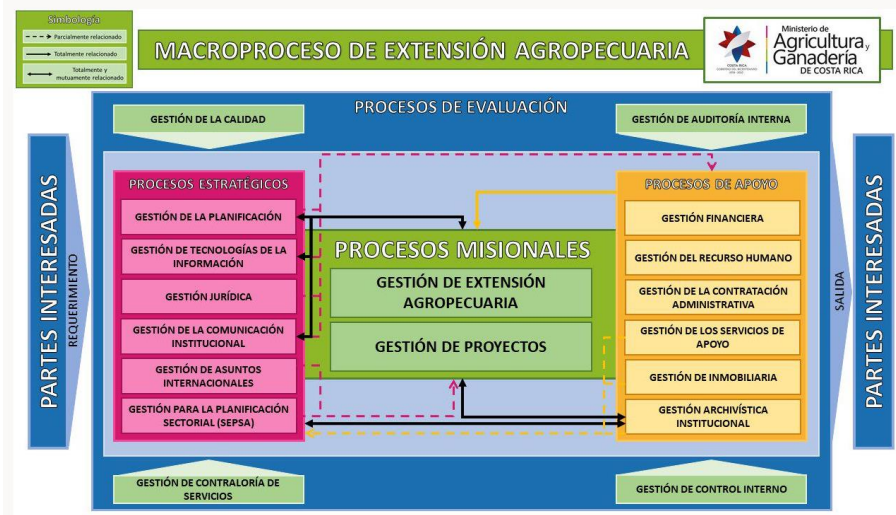 Simbología
Parcialmente relacionado
Totalmente relacionado
Totalmente y
mutuamente relacionado
MACROPROCESO DE EXTENSIÓN AGROPECUARIA
COSTA RICA
Ministerio de
Agricultura y
Ganadería
DE COSTA RICA
PROCESOS DE EVALUACIÓN
GESTIÓN DE LA CALIDAD
GESTIÓN DE AUDITORÍA INTERNA
PARTES INTERESADAS
REQUERIMIENTO
PROCESOS ESTRATÉGICOS
GESTIÓN DE LA PLANIFICACIÓN
GESTIÓN DE TECNOLOGÍAS DE LA
INFORMACIÓN
GESTIÓN JURÍDICA
GESTIÓN DE LA COMUNICACIÓN
INSTITUCIONAL
GESTIÓN DE ASUNTOS
INTERNACIONALES
GESTIÓN PARA LA PLANIFICACIÓN
SECTORIAL (SEPSA)
PROCESOS MISIONALES
GESTIÓN DE EXTENSIÓN
AGROPECUARIA
GESTIÓN DE PROYECTOS
PROCESOS DE APOYO
GESTIÓN FINANCIERA
GESTIÓN DEL RECURSO HUMANO
GESTIÓN DE LA CONTRATACIÓN
ADMINISTRATIVA
GESTIÓN DE LOS SERVICIOS DE
APOYO
GESTIÓN DE INMOBILIARIA
GESTIÓN ARCHIVÍSTICA
INSTITUCIONAL
SALIDA
PARTES INTERESADAS
GESTIÓN DE CONTRALORÍA DE
SERVICIOS
GESTIÓN DE CONTROL INTERNO